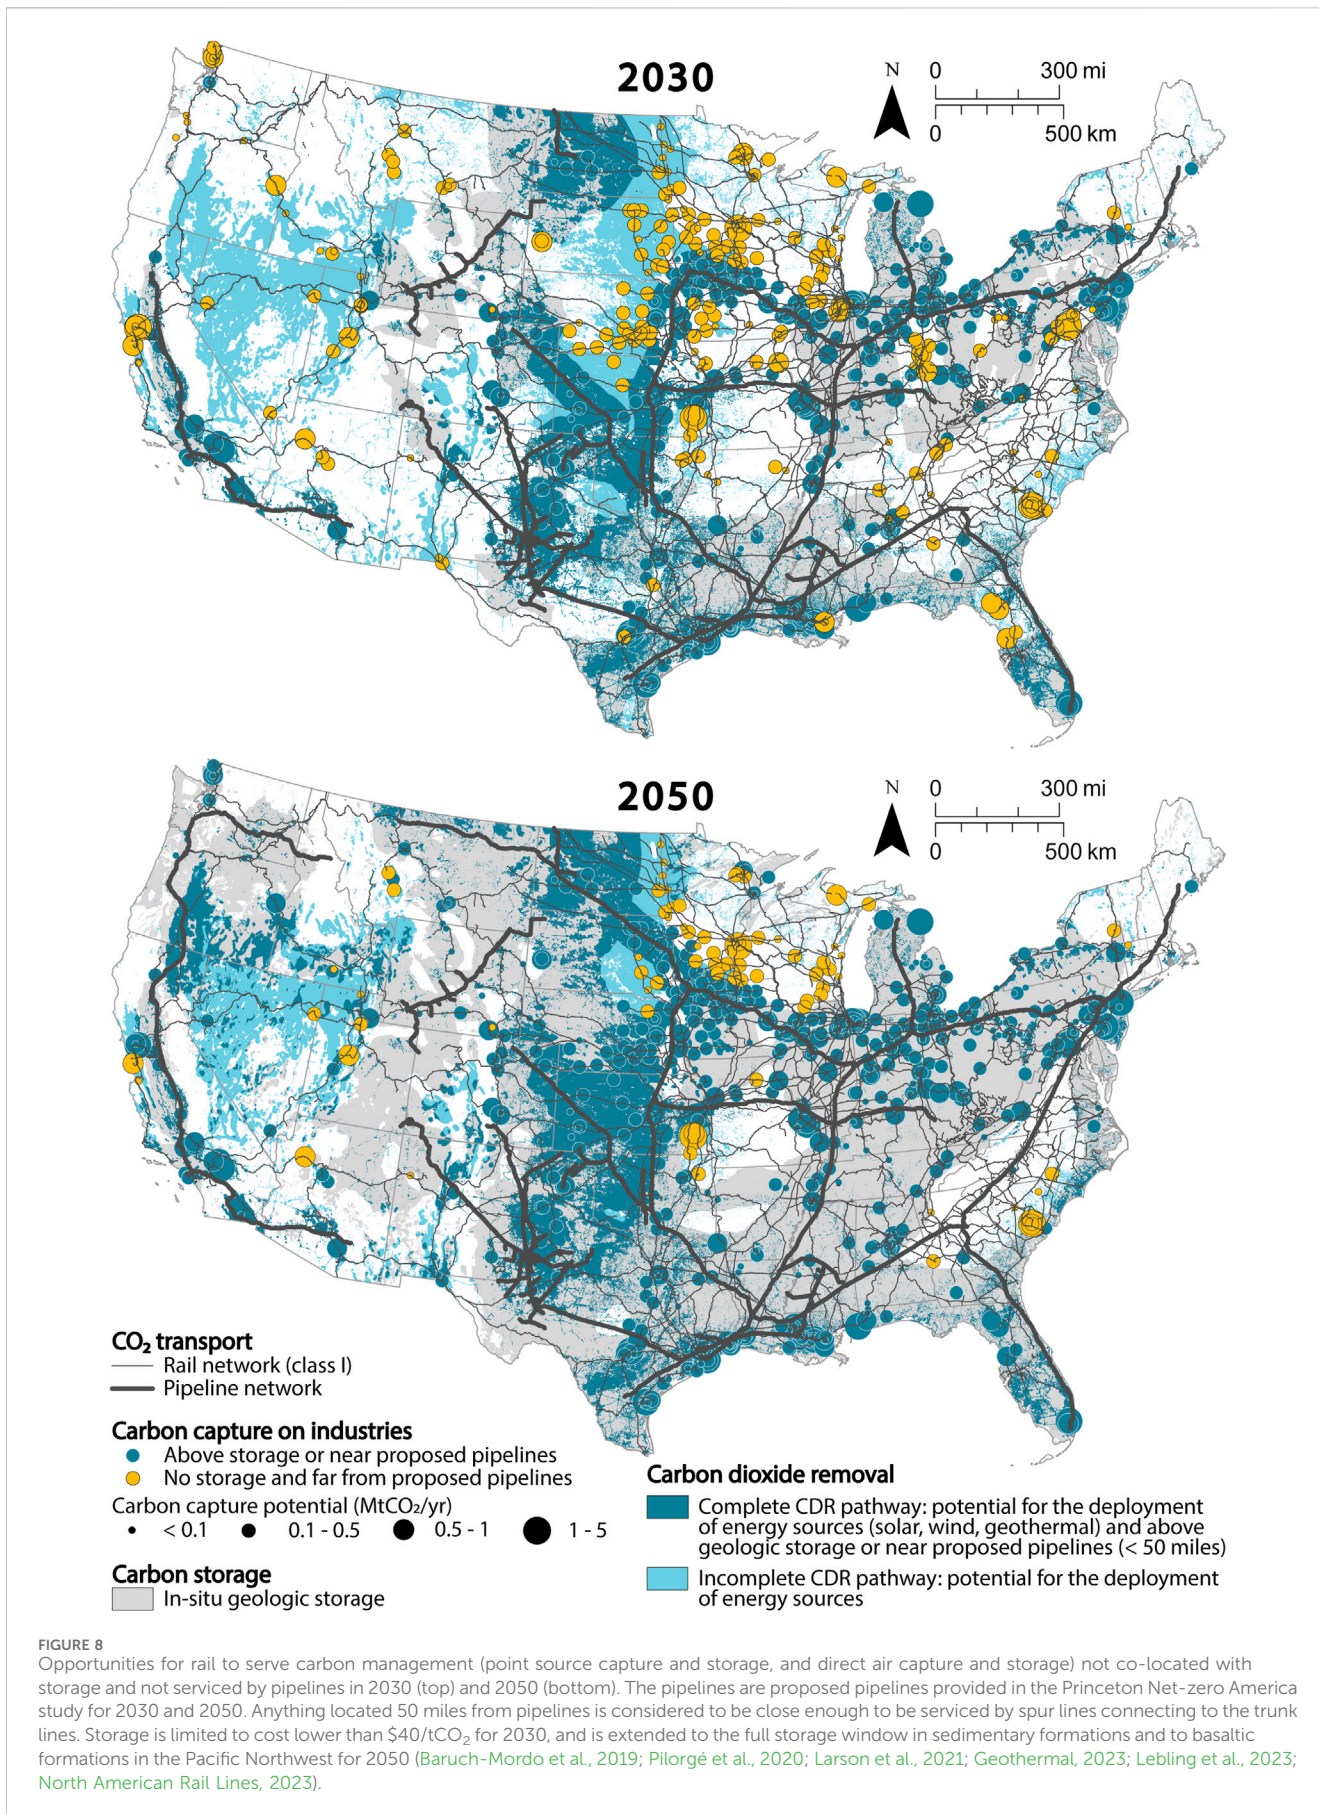 2030
N
0 300 mi
0 500 km
2050
N
0 300 mi
0 500 km
CO₂ transport
Rail network (class I)
Pipeline network
Carbon capture on industries
Above storage or near proposed pipelines
No storage and far from proposed pipelines
Carbon capture potential (MtCO₂/yr)
< 0.1 0.1 - 0.5 0.5 - 1 1 - 5
Carbon storage
In-situ geologic storage
Carbon dioxide removal
Complete CDR pathway: potential for the deployment
of energy sources (solar, wind, geothermal) and above
geologic storage or near proposed pipelines (< 50 miles)
Incomplete CDR pathway: potential for the deployment
of energy sources
FIGURE 8
Opportunities for rail to serve carbon management (point source capture and storage, and direct air capture and storage) not co-located with
storage and not serviced by pipelines in 2030 (top) and 2050 (bottom). The pipelines are proposed pipelines provided in the Princeton Net-zero America
study for 2030 and 2050. Anything located 50 miles from pipelines is considered to be close enough to be serviced by spur lines connecting to the trunk
lines. Storage is limited to cost lower than $40/tCO₂ for 2030, and is extended to the full storage window in sedimentary formations and to basaltic
formations in the Pacific Northwest for 2050 (Baruch-Mordo et al., 2019; Pilorgé et al., 2020; Larson et al., 2021; Geothermal, 2023; Lebling et al., 2023;
North American Rail Lines, 2023).